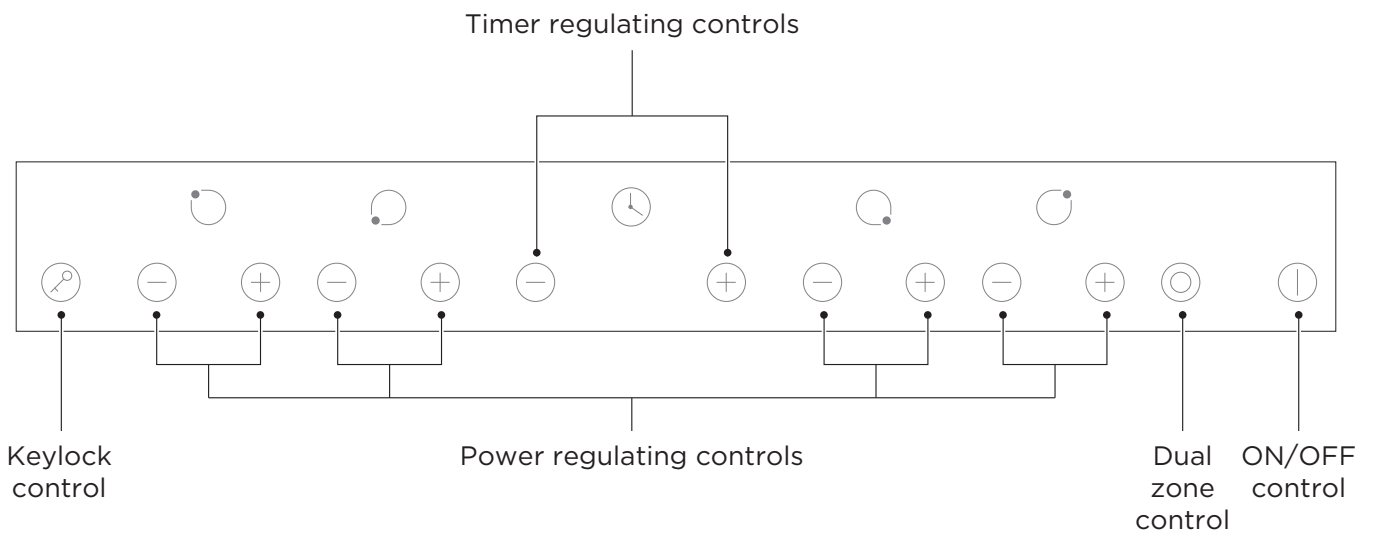 Timer regulating controls
Keylock
control
Power regulating controls
Dual
zone
control
ON/OFF
control